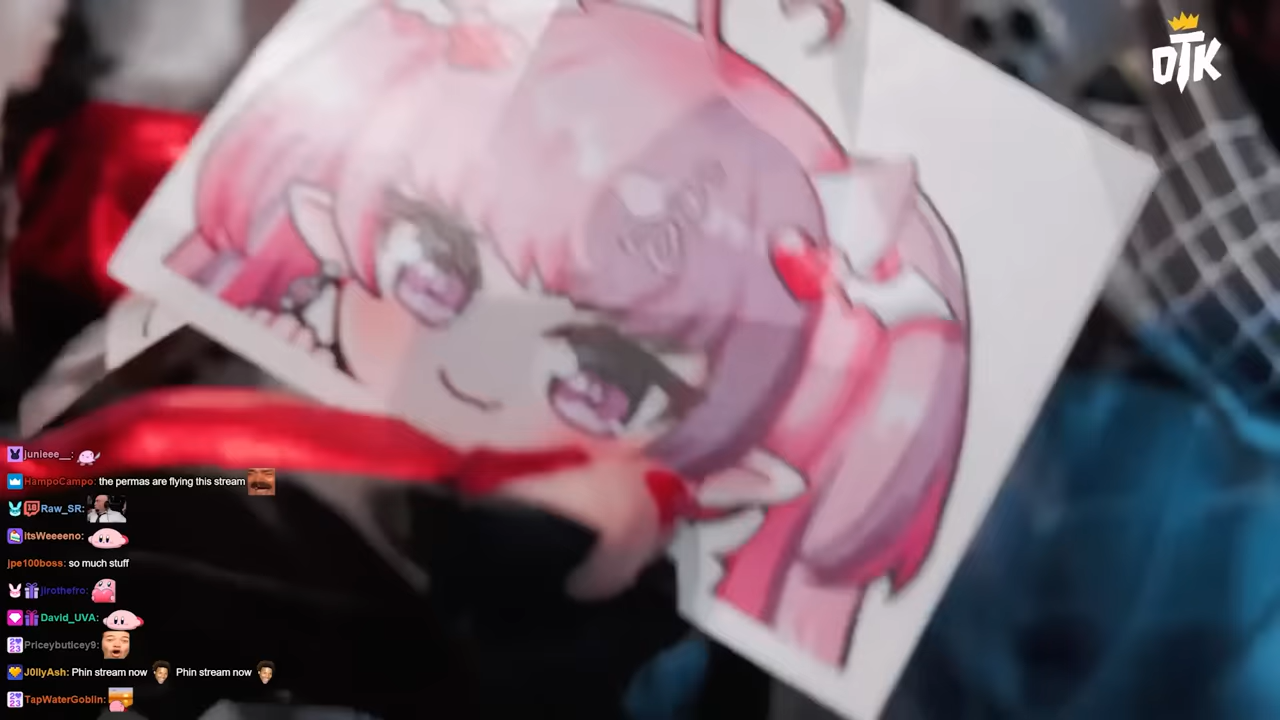 OTK
Junieee__:
HampoCampo: the permas are flying this stream
Raw_SR:
ItsWeeeeno:
jpe100boss: so much stuff
jirothefro:
David_UVA:
Priceybuticey9:
J0llyAsh: Phin stream now Phin stream now
TapWaterGoblin: